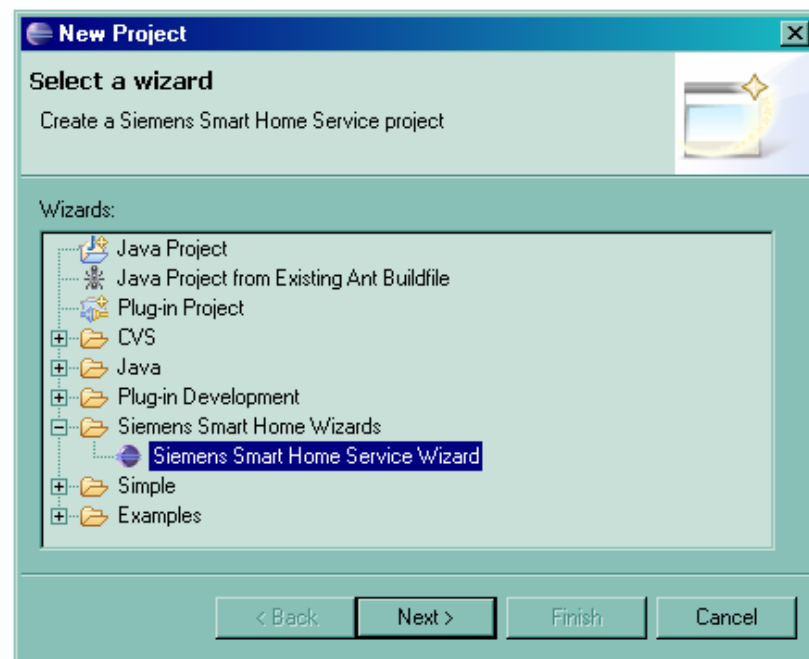 New Project
Select a wizard
Create a Siemens Smart Home Service project
Wizards:
Java Project
Java Project from Existing Ant Buildfile
Plug-in Project
CVS
Java
Plug-in Development
Siemens Smart Home Wizards
Siemens Smart Home Service Wizard
Simple
Examples
< Back Next > Finish Cancel